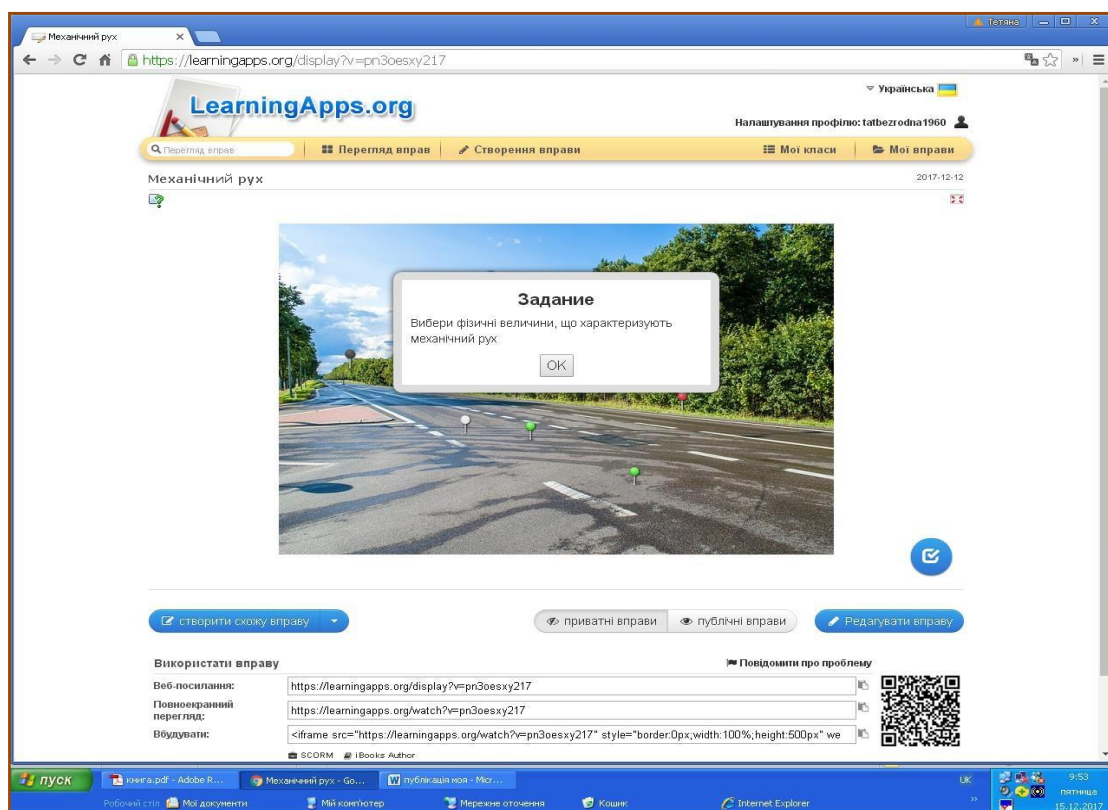 Тетяна
Механічний рух
https://learningapps.org/display?v=pn3oesxy217
Українська
LearningApps.org
Налаштування профілю: tatbezrodna1960
Перегляд вправ
Перегляд вправ
Створення вправи
Мої класи
Мої вправи
Механічний рух
2017-12-12
Задание
Вибери фізичні величини, що характеризують
механічний рух
OK
створити схожу вправу
приватні вправи
публічні вправи
Редагувати вправу
Використати вправу
Повідомити про проблему
Веб-посилання:
https://learningapps.org/display?v=pn3oesxy217
Повноекранний
перегляд:
https://learningapps.org/watch?v=pn3oesxy217
Вбудувати:
<iframe src="https://learningapps.org/watch?v=pn3oesxy217" style="border:0px;width:100%;height:500px" we
SCORM iBooks Author
пуск
книга.pdf - Adobe R...
Механічний рух - Go...
публікація моя - Micr...
UK
9:53
Робочий стіл
Мої документи
Мій комп'ютер
Мережне оточення
Кошик
Internet Explorer
пятница
15.12.2017